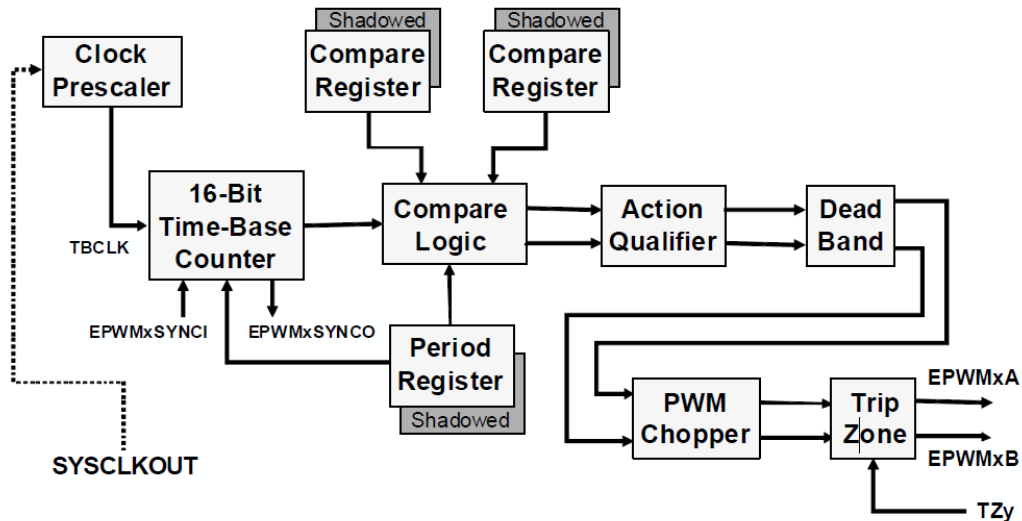 Shadowed
Shadowed
Clock
Prescaler
Compare
Register
Compare
Register
16-Bit
Time-Base
Counter
Compare
Logic
Action
Qualifier
Dead
Band
TBCLK
EPWMxSYNCI
EPWMxSYNCO
Period
Register
Shadowed
PWM
Chopper
Trip
Zone
EPWMxA
EPWMxB
SYSCLKOUT
TZy